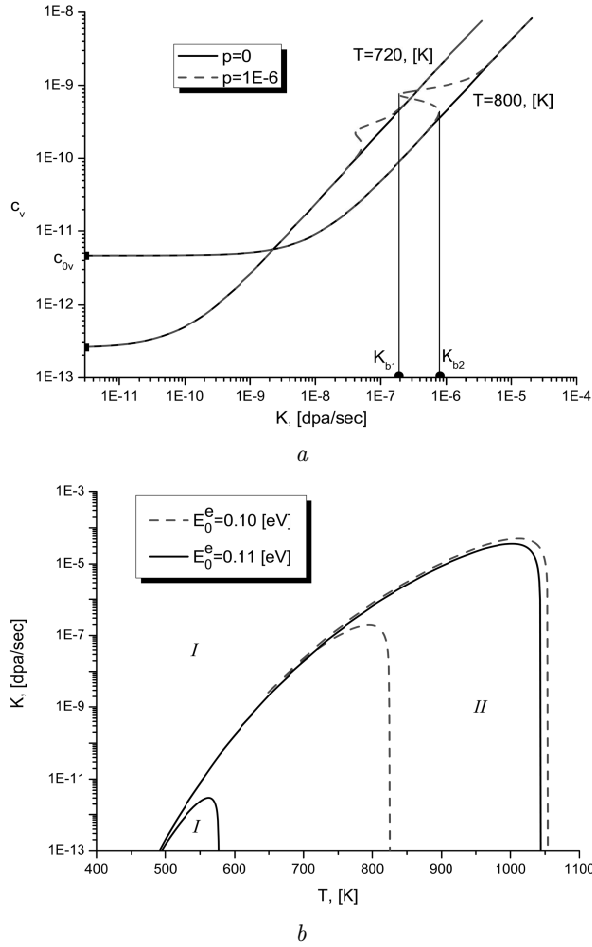 1E-8
p=0
p=1E-6
T=720, [K]
1E-9
T=800, [K]
1E-10
c_v
1E-11
c_0v
1E-12
K_b'
K_b2
1E-13
1E-11
1E-10
1E-9
1E-8
1E-7
1E-6
1E-5
1E-4
K, [dpa/sec]
a
1E-3
E_0^e=0.10 [eV]
E_0^e=0.11 [eV]
1E-5
1E-7
I
K, [dpa/sec]
1E-9
II
1E-1'
I
1E-13
400
500
600
700
800
900
1000
1100
T, [K]
b